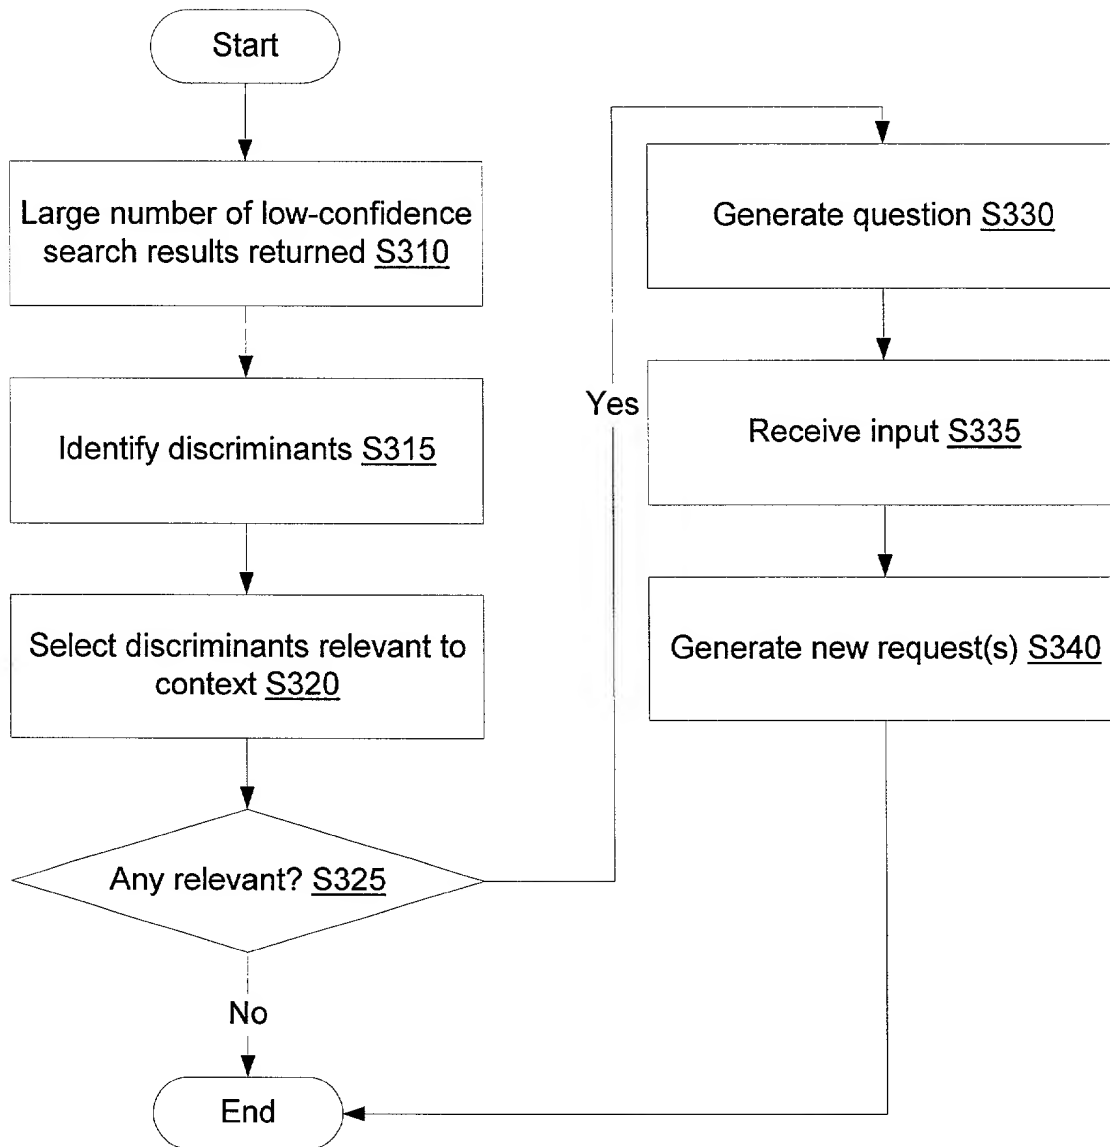 Start
Large number of low-confidence
search results returned S310
Identify discriminants S315
Select discriminants relevant to
context S320
Any relevant? S325
No
End
Yes
Generate question S330
Receive input S335
Generate new request(s) S340